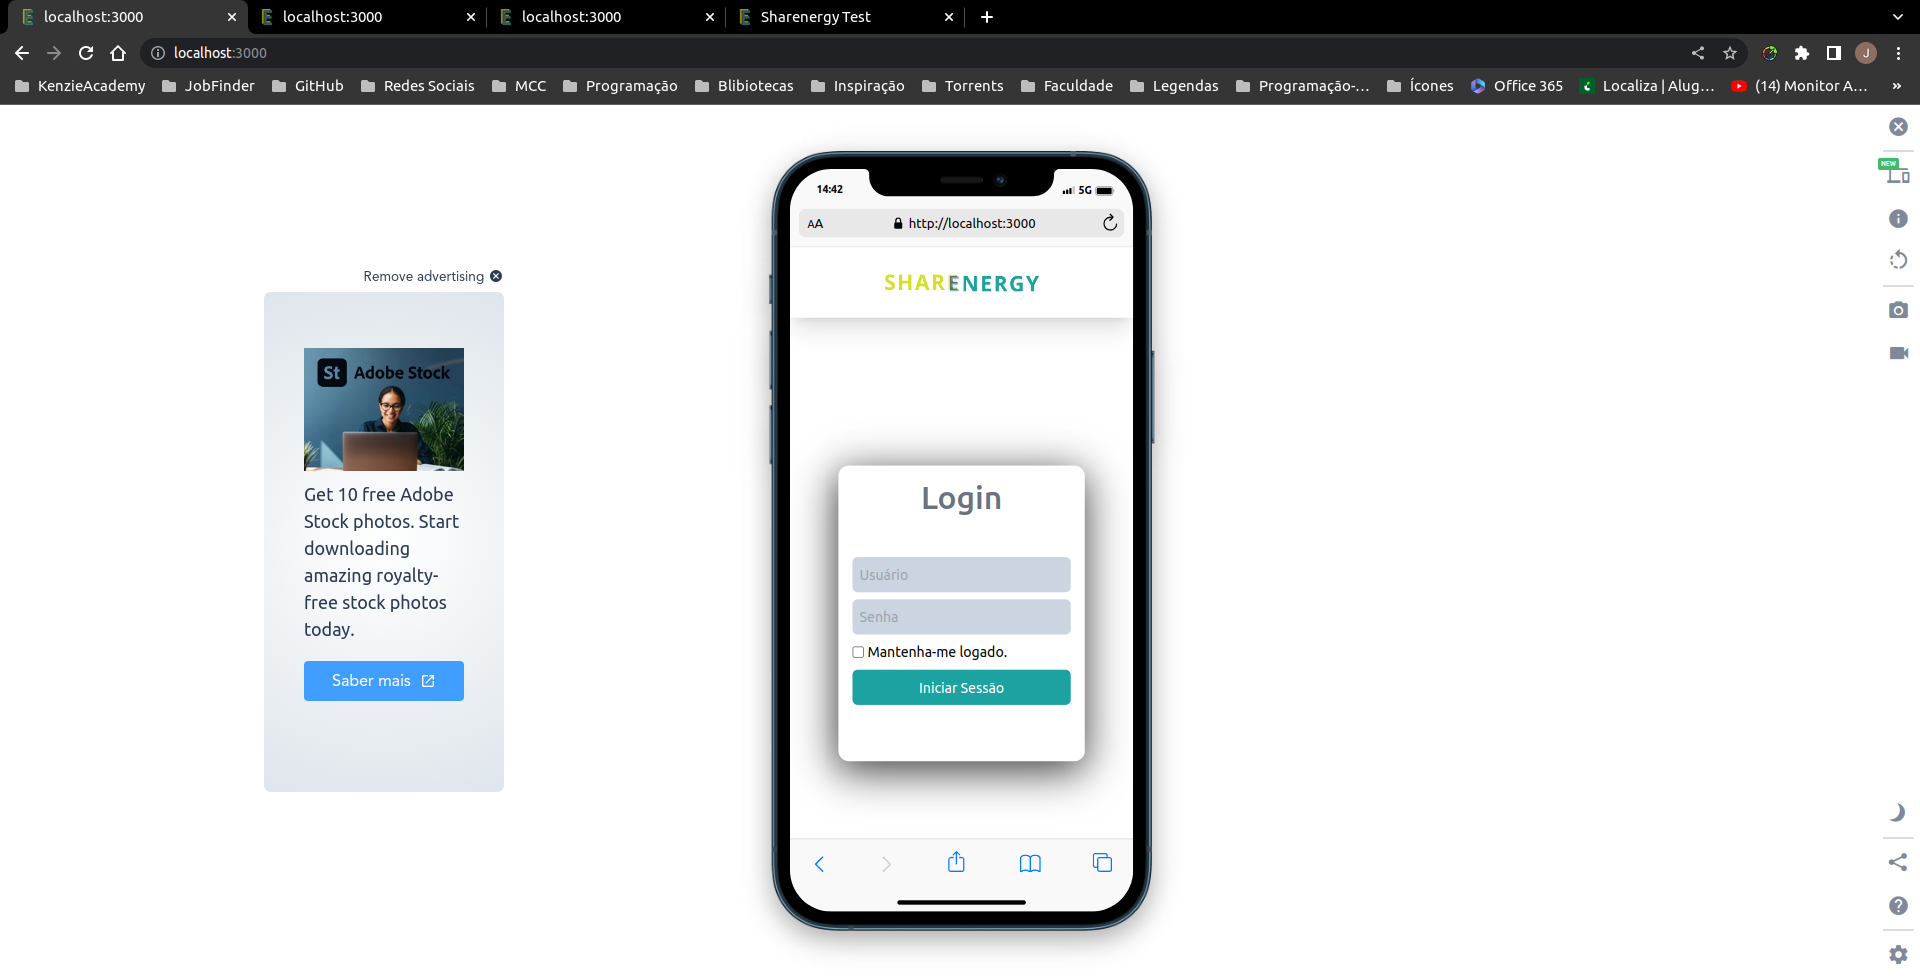 localhost:3000
localhost:3000
localhost:3000
Sharenergy Test
localhost:3000
J
KenzieAcademy
JobFinder
GitHub
Redes Sociais
MCC
Programação
Blibiotecas
Inspiração
Torrents
Faculdade
Legendas
Programação-...
Ícones
Office 365
Localiza | Alug...
(14) Monitor A...
»
NEW
Remove advertising
St Adobe Stock
Get 10 free Adobe
Stock photos. Start
downloading
amazing royalty-
free stock photos
today.
Saber mais
14:42
5G
AA
http://localhost:3000
SHARENERGY
Login
Usuário
Senha
Mantenha-me logado.
Iniciar Sessão